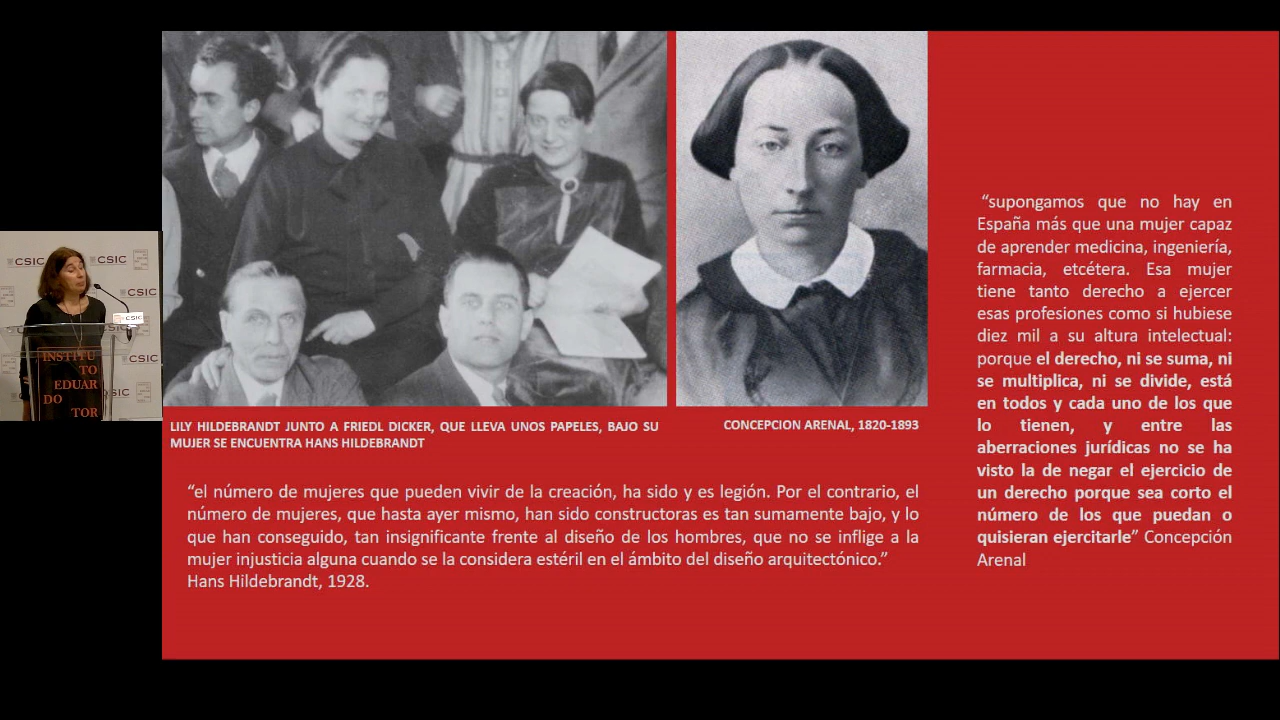 CSIC
CSIC
CSIC
CSIC
INSTITU
TO
EDUAR
DO
TOR
LILY HILDEBRANDT JUNTO A FRIEDL DICKER, QUE LLEVA UNOS PAPELES, BAJO SU
MUJER SE ENCUENTRA HANS HILDEBRANDT
CONCEPCION ARENAL, 1820-1893
“el número de mujeres que pueden vivir de la creación, ha sido y es legión. Por el contrario, el
número de mujeres, que hasta ayer mismo, han sido constructoras es tan sumamente bajo, y lo
que han conseguido, tan insignificante frente al diseño de los hombres, que no se inflige a la
mujer injusticia alguna cuando se la considera estéril en el ámbito del diseño arquitectónico.”
Hans Hildebrandt, 1928.
“supongamos que no hay en
España más que una mujer capaz
de aprender medicina, ingeniería,
farmacia, etcétera. Esa mujer
tiene tanto derecho a ejercer
esas profesiones como si hubiese
diez mil a su altura intelectual:
porque el derecho, ni se suma, ni
se multiplica, ni se divide, está
en todos y cada uno de los que
lo tienen, y entre las
aberraciones jurídicas no se ha
visto la de negar el ejercicio de
un derecho porque sea corto el
número de los que puedan o
quisieran ejercitarle” Concepción
Arenal